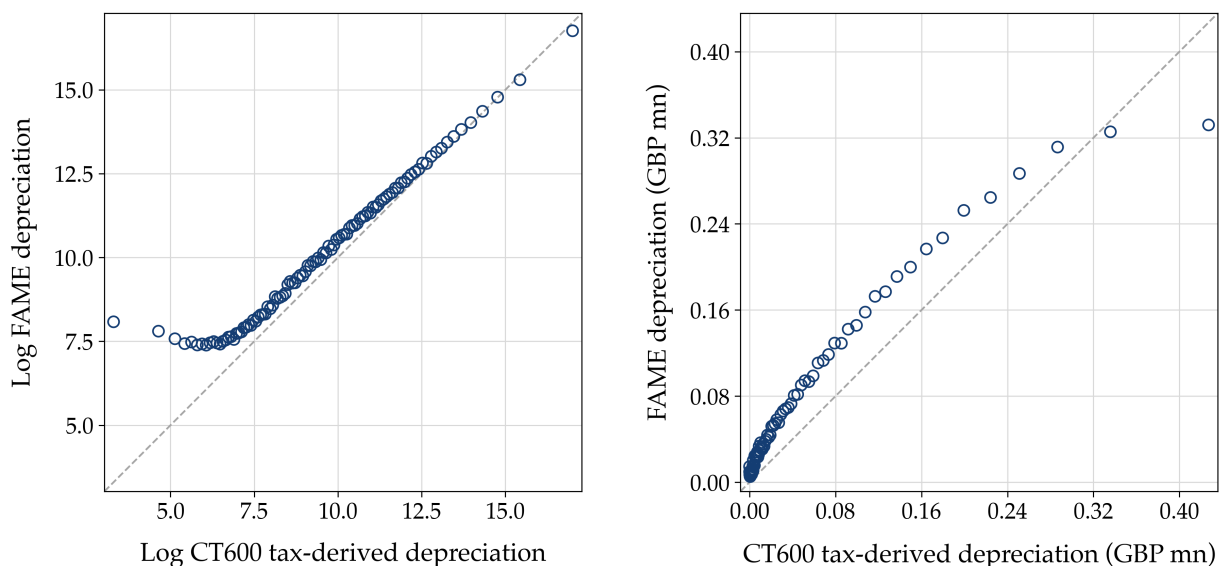 Log FAME depreciation
15.0
12.5
10.0
7.5
5.0
5.0 7.5 10.0 12.5 15.0
Log CT600 tax-derived depreciation
FAME depreciation (GBP mn)
0.40
0.32
0.24
0.16
0.08
0.00
0.00 0.08 0.16 0.24 0.32 0.40
CT600 tax-derived depreciation (GBP mn)